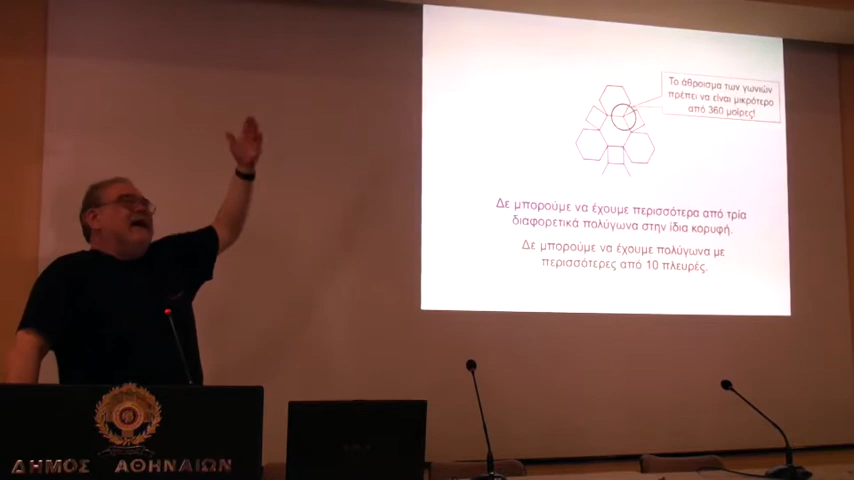 Το άθροισμα των γωνιών
πρέπει να είναι μικρότερο
από 360 μοίρες!
Δε μπορούμε να έχουμε περισσότερα από τρία
διαφορετικά πολύγωνα στην ίδια κορυφή.
Δε μπορούμε να έχουμε πολύγωνα με
περισσότερες από 10 πλευρές.
ΔΗΜΟΣ ΑΘΗΝΑΙΩΝ